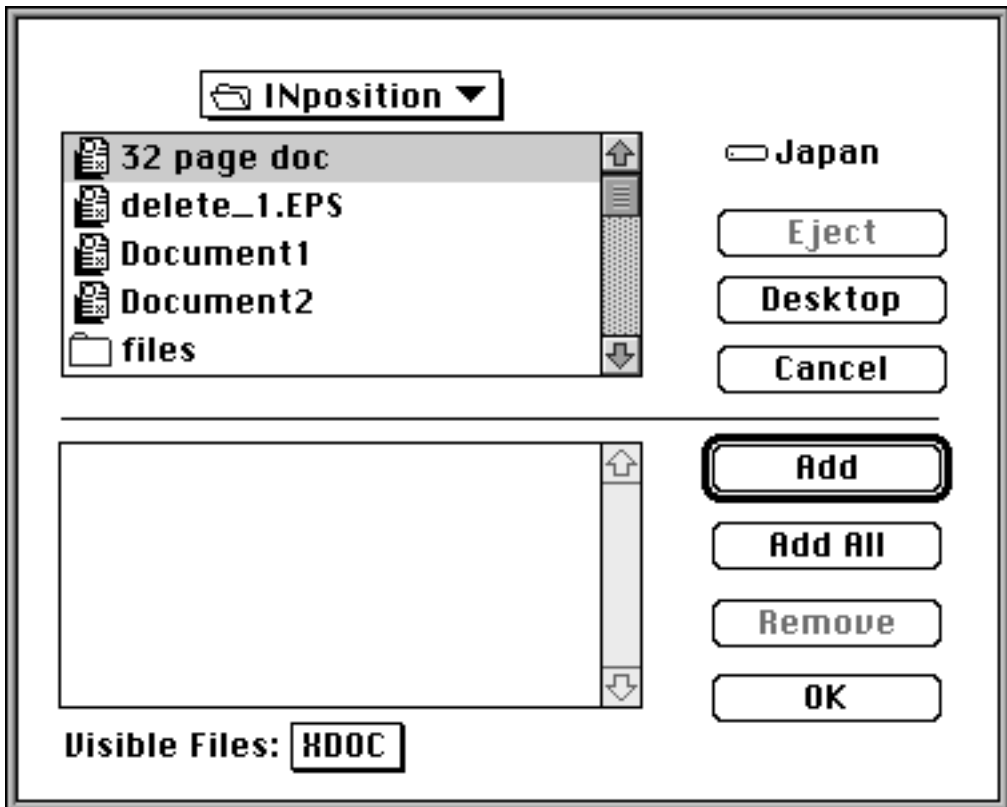 INposition
32 page doc
delete_1.EPS
Document1
Document2
files
Japan
Eject
Desktop
Cancel
Add
Add All
Remove
OK
Visible Files: XDOC